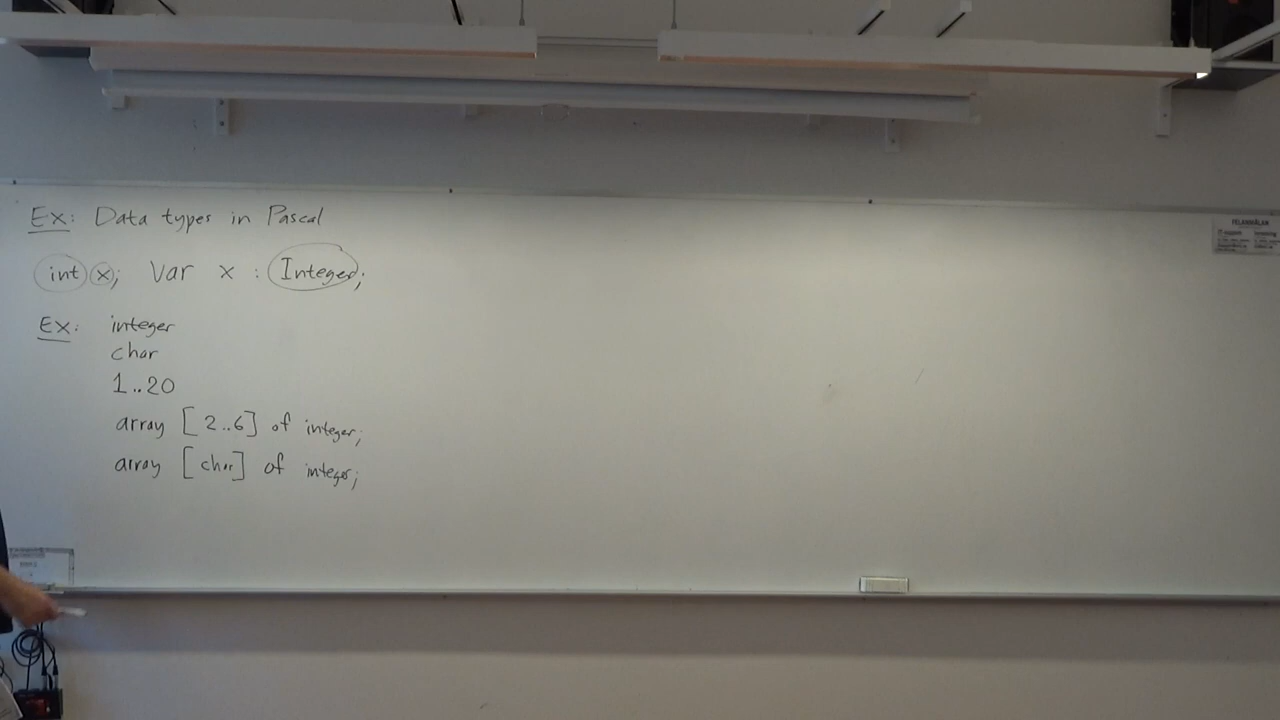 Ex: Data types in Pascal
int x; Var x : Integer;
Ex: integer
char
1..20
array [2..6] of integer;
array [char] of integer;
FELANMÄLAN